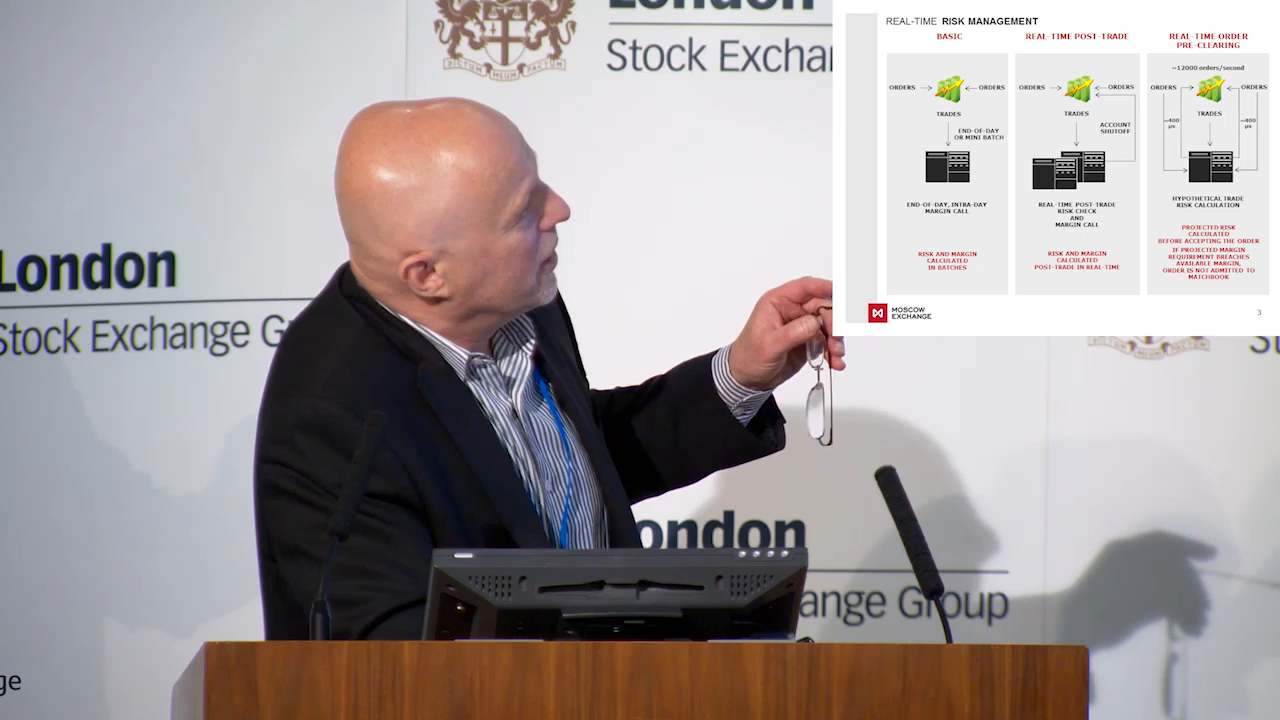 London
Stock Exchange
DICTUM MEUM PACTUM
London
Stock Exchange G
ondon
ange Group
ge
St
REAL-TIME RISK MANAGEMENT
BASIC
ORDERS
ORDERS
TRADES
END-OF-DAY
OR MINI BATCH
END-OF-DAY, INTRA-DAY
MARGIN CALL
RISK AND MARGIN
CALCULATED
IN BATCHES
REAL-TIME POST-TRADE
ORDERS
ORDERS
TRADES
ACCOUNT
SHUTOFF
REAL-TIME POST-TRADE
RISK CHECK
AND
MARGIN CALL
RISK AND MARGIN
CALCULATED
POST-TRADE IN REAL-TIME
REAL-TIME ORDER
PRE-CLEARING
~12000 orders/second
ORDERS
ORDERS
TRADES
~400
µs
~400
µs
HYPOTHETICAL TRADE
RISK CALCULATION
PROJECTED RISK
CALCULATED
BEFORE ACCEPTING THE ORDER
IF PROJECTED MARGIN
REQUIREMENT BREACHES
AVAILABLE MARGIN,
ORDER IS NOT ADMITTED TO
MATCHBOOK
MOSCOW
EXCHANGE
3